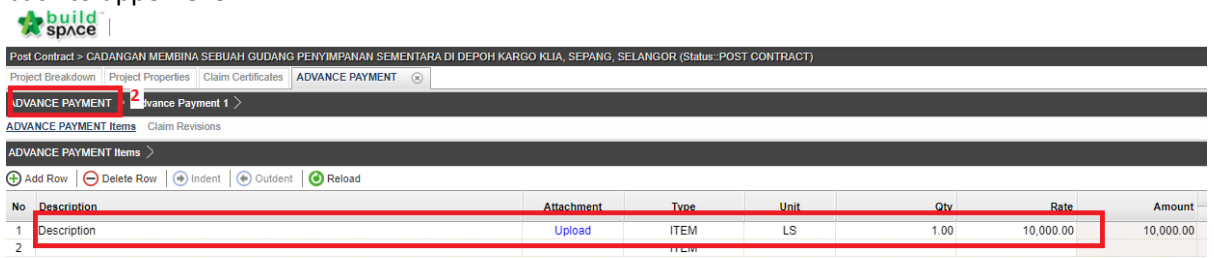 build
space
Post Contract > CADANGAN MEMBINA SEBUAH GUDANG PENYIMPANAN SEMENTARA DI DEPOH KARGO KLIA, SEPANG, SELANGOR (Status::POST CONTRACT)
Project Breakdown Project Properties Claim Certificates ADVANCE PAYMENT
ADVANCE PAYMENT > 2 Advance Payment 1 >
ADVANCE PAYMENT Items Claim Revisions
ADVANCE PAYMENT Items >
Add Row Delete Row Indent Outdent Reload
No Description Attachment Type Unit Qty Rate Amount
1 Description Upload ITEM LS 1.00 10,000.00 10,000.00
2 ITEM